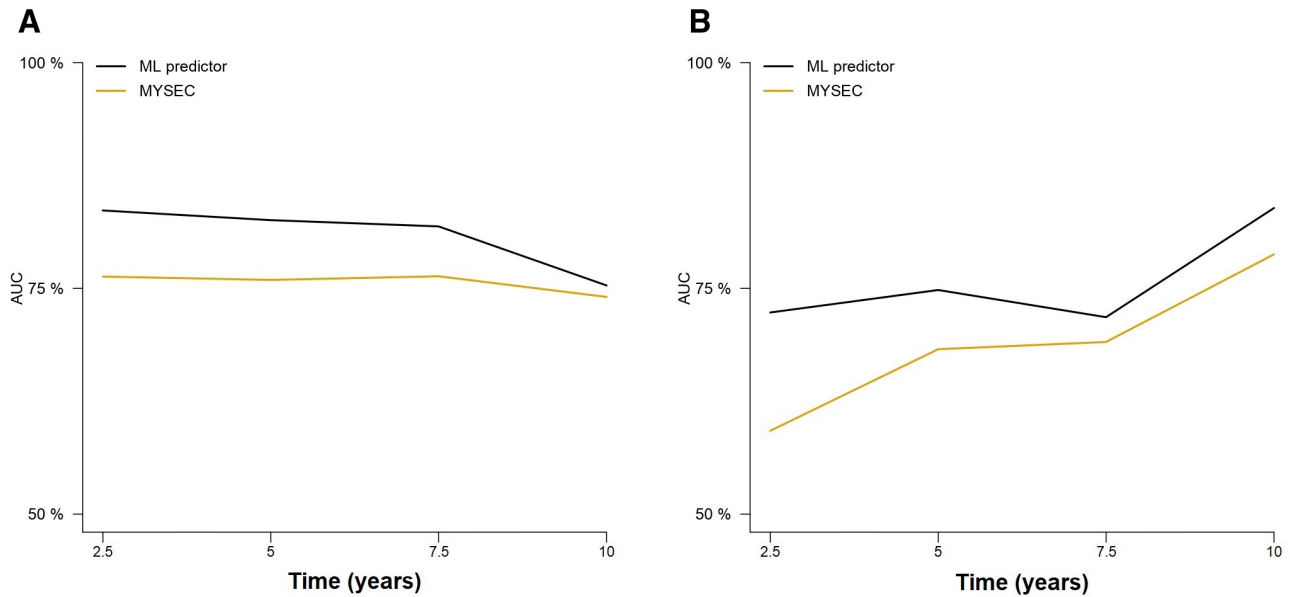 A
100 %
ML predictor
MYSEC
75 %
AUC
50 %
2.5 5 7.5 10
Time (years)
B
100 %
ML predictor
MYSEC
75 %
AUC
50 %
2.5 5 7.5 10
Time (years)